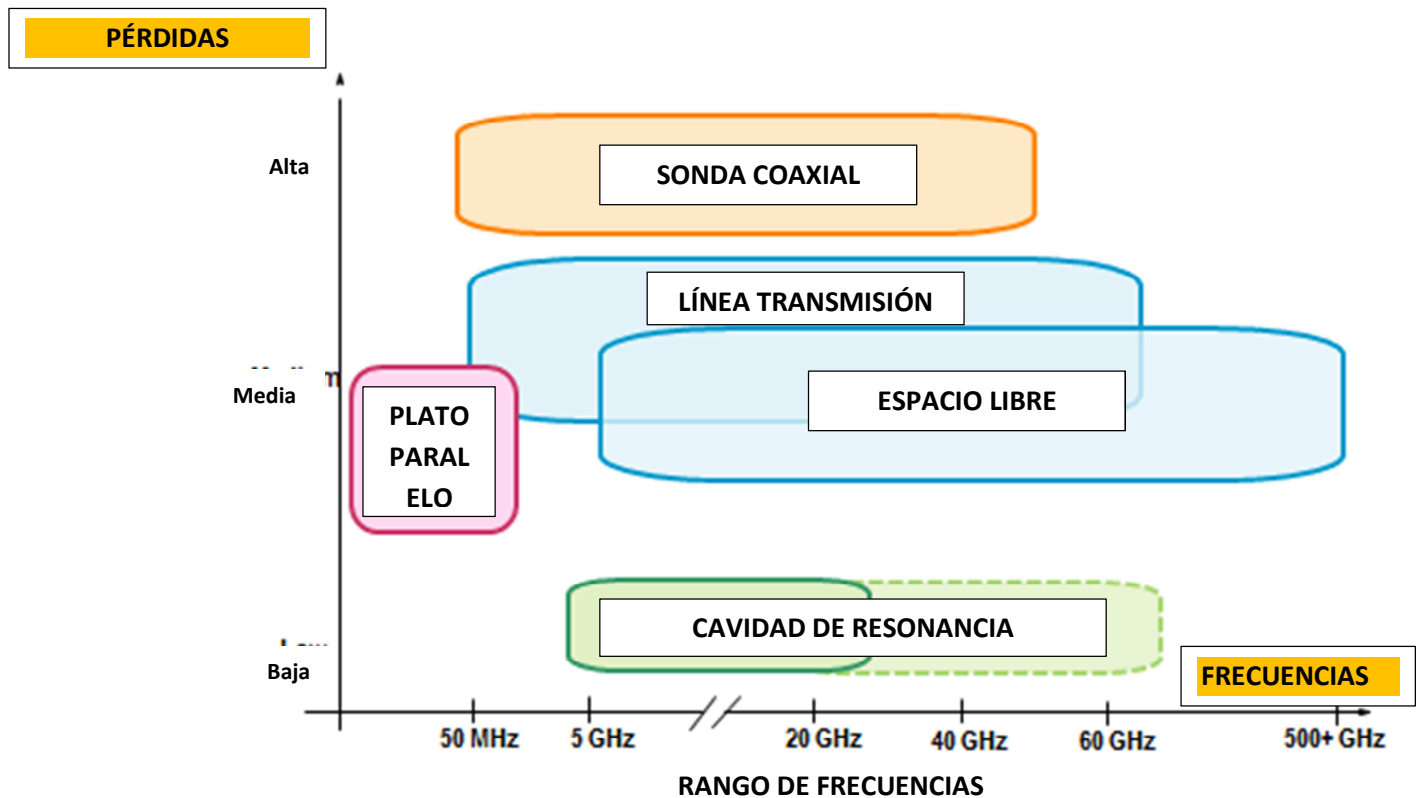 PÉRDIDAS
Alta
SONDA COAXIAL
LÍNEA TRANSMISIÓN
Media
ESPACIO LIBRE
PLATO
PARAL
ELO
CAVIDAD DE RESONANCIA
Baja
FRECUENCIAS
50 MHz
5 GHz
20 GHz
40 GHz
60 GHz
500+ GHz
RANGO DE FRECUENCIAS